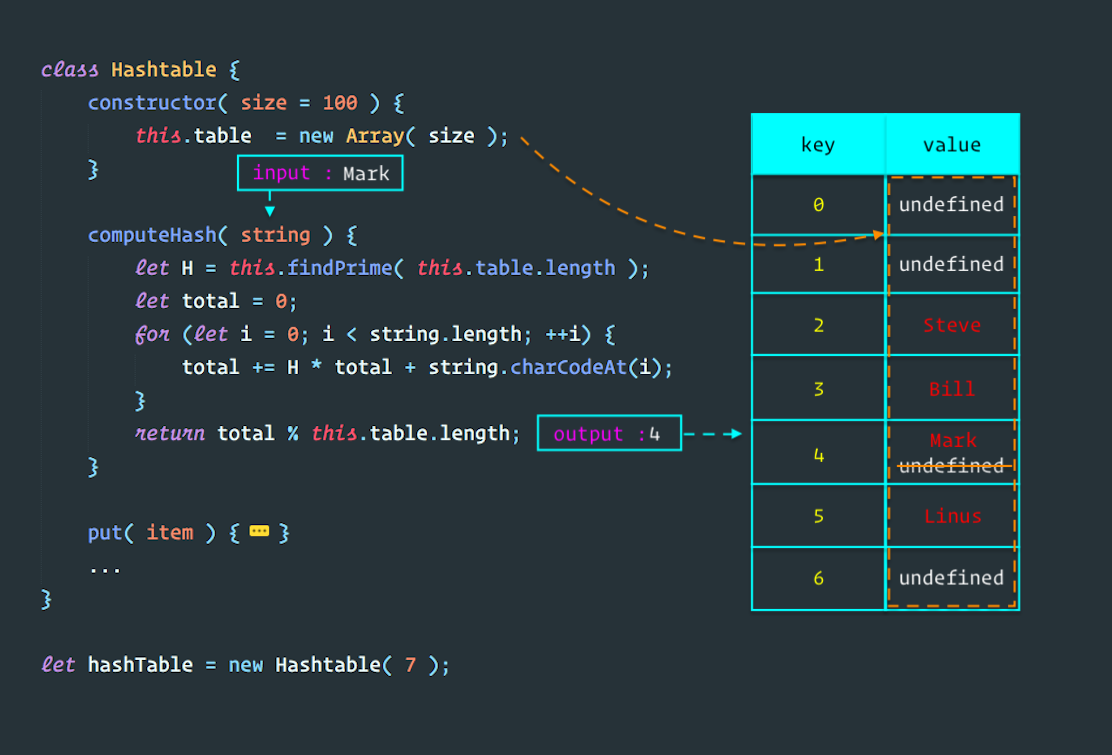 class Hashtable {
constructor( size = 100 ) {
this.table = new Array( size );
}
input : Mark
computeHash( string ) {
let H = this.findPrime( this.table.length );
let total = 0;
for (let i = 0; i < string.length; ++i) {
total += H * total + string.charCodeAt(i);
}
return total % this.table.length;
output :4
}
put( item ) { ••• }
...
}
let hashTable = new Hashtable( 7 );
key value
0 undefined
1 undefined
2 Steve
3 Bill
4 Mark
undefined
5 Linus
6 undefined